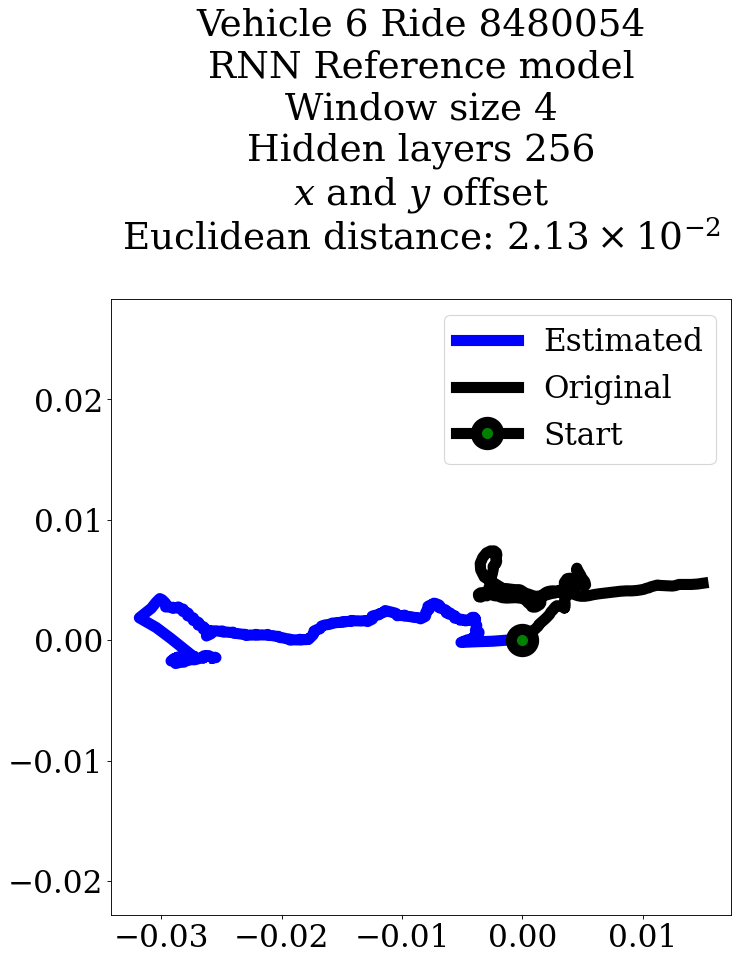 Vehicle 6 Ride 8480054
RNN Reference model
Window size 4
Hidden layers 256
x and y offset
Euclidean distance: 2.13 × 10⁻²
Estimated
Original
Start
0.02
0.01
0.00
−0.01
−0.02
−0.03 −0.02 −0.01 0.00 0.01